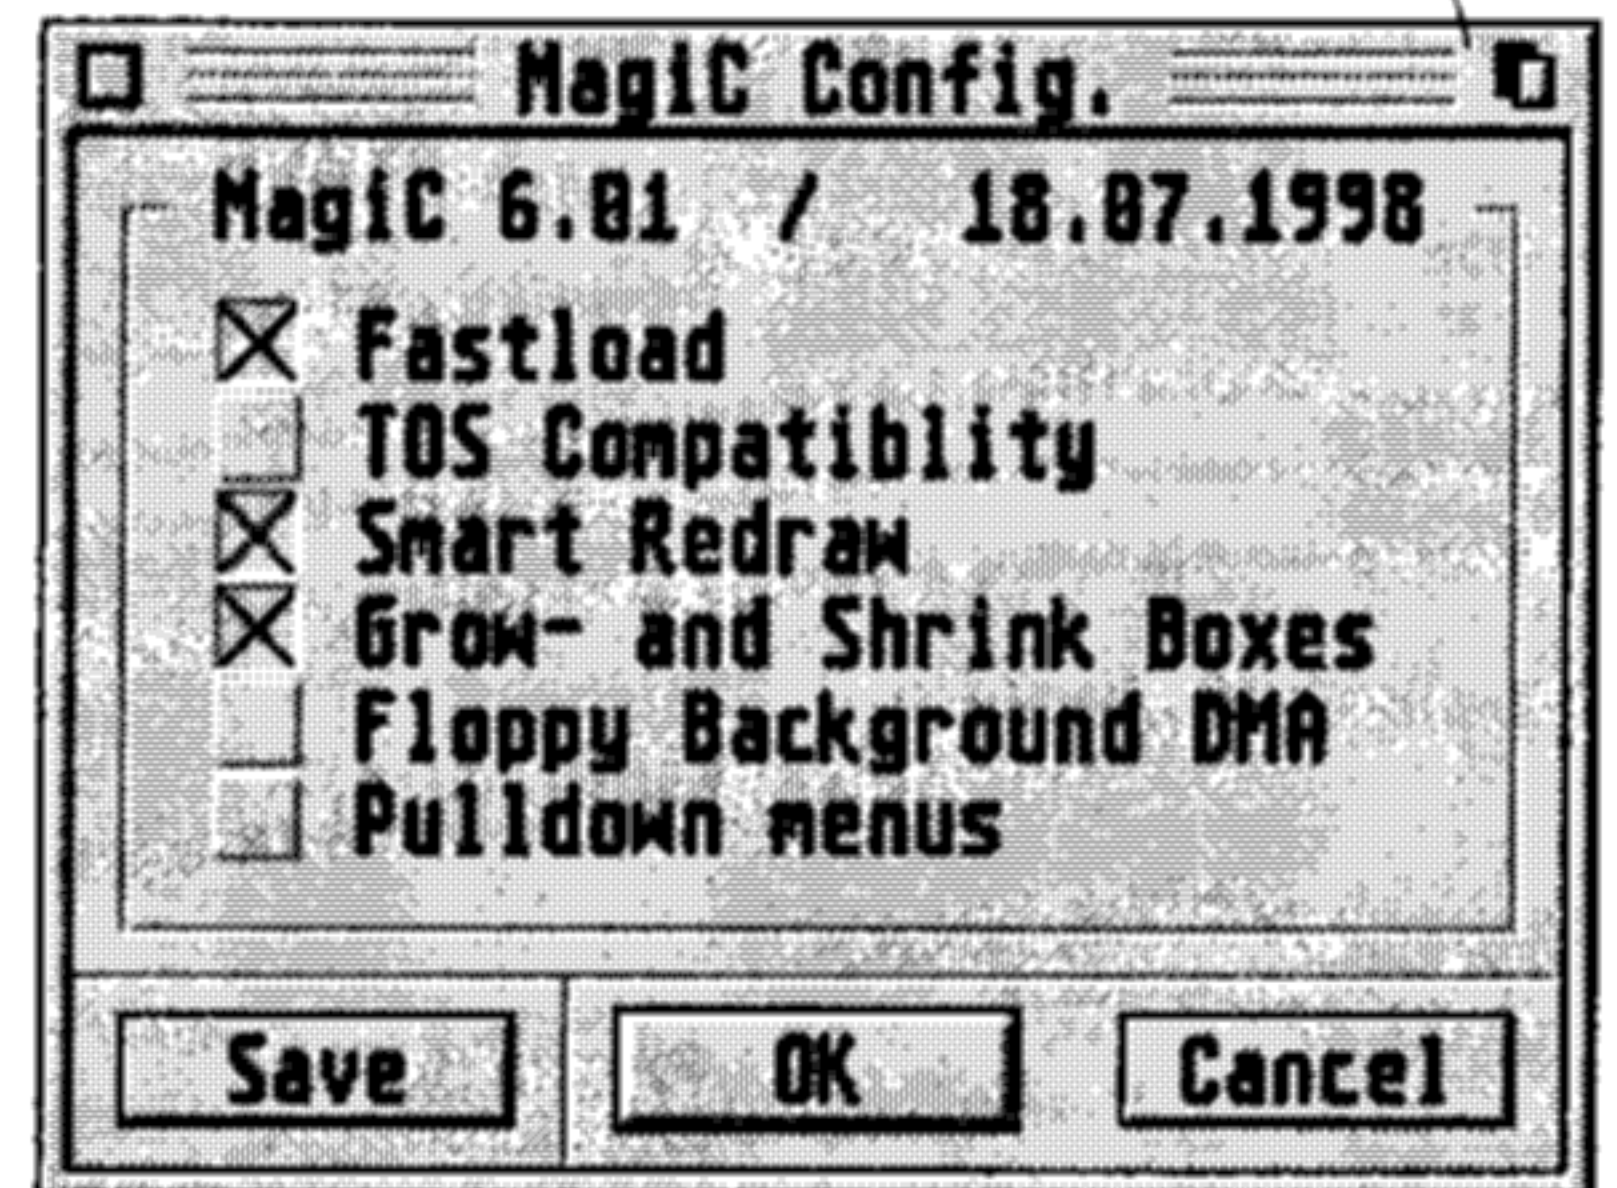 MagiC Config.
MagiC 6.01 / 18.07.1998
Fastload
TOS Compatiblity
Smart Redraw
Grow- and Shrink Boxes
Floppy Background DMA
Pulldown menus
Save OK Cancel